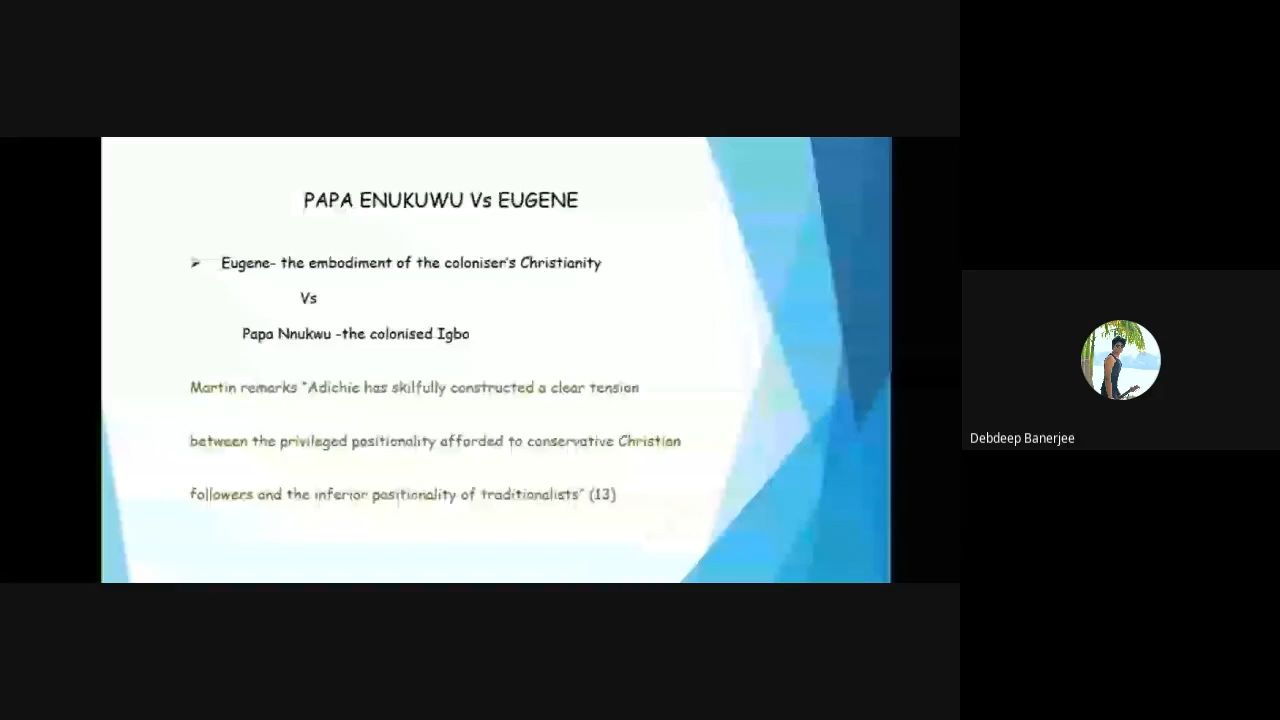 PAPA ENUKUWU Vs EUGENE
Eugene- the embodiment of the coloniser's Christianity
Vs
Papa Nnukwu -the colonised Igbo
Martin remarks "Adichie has skilfully constructed a clear tension
between the privileged positionality afforded to conservative Christian
followers and the inferior positionality of traditionalists" (13)
Debdeep Banerjee